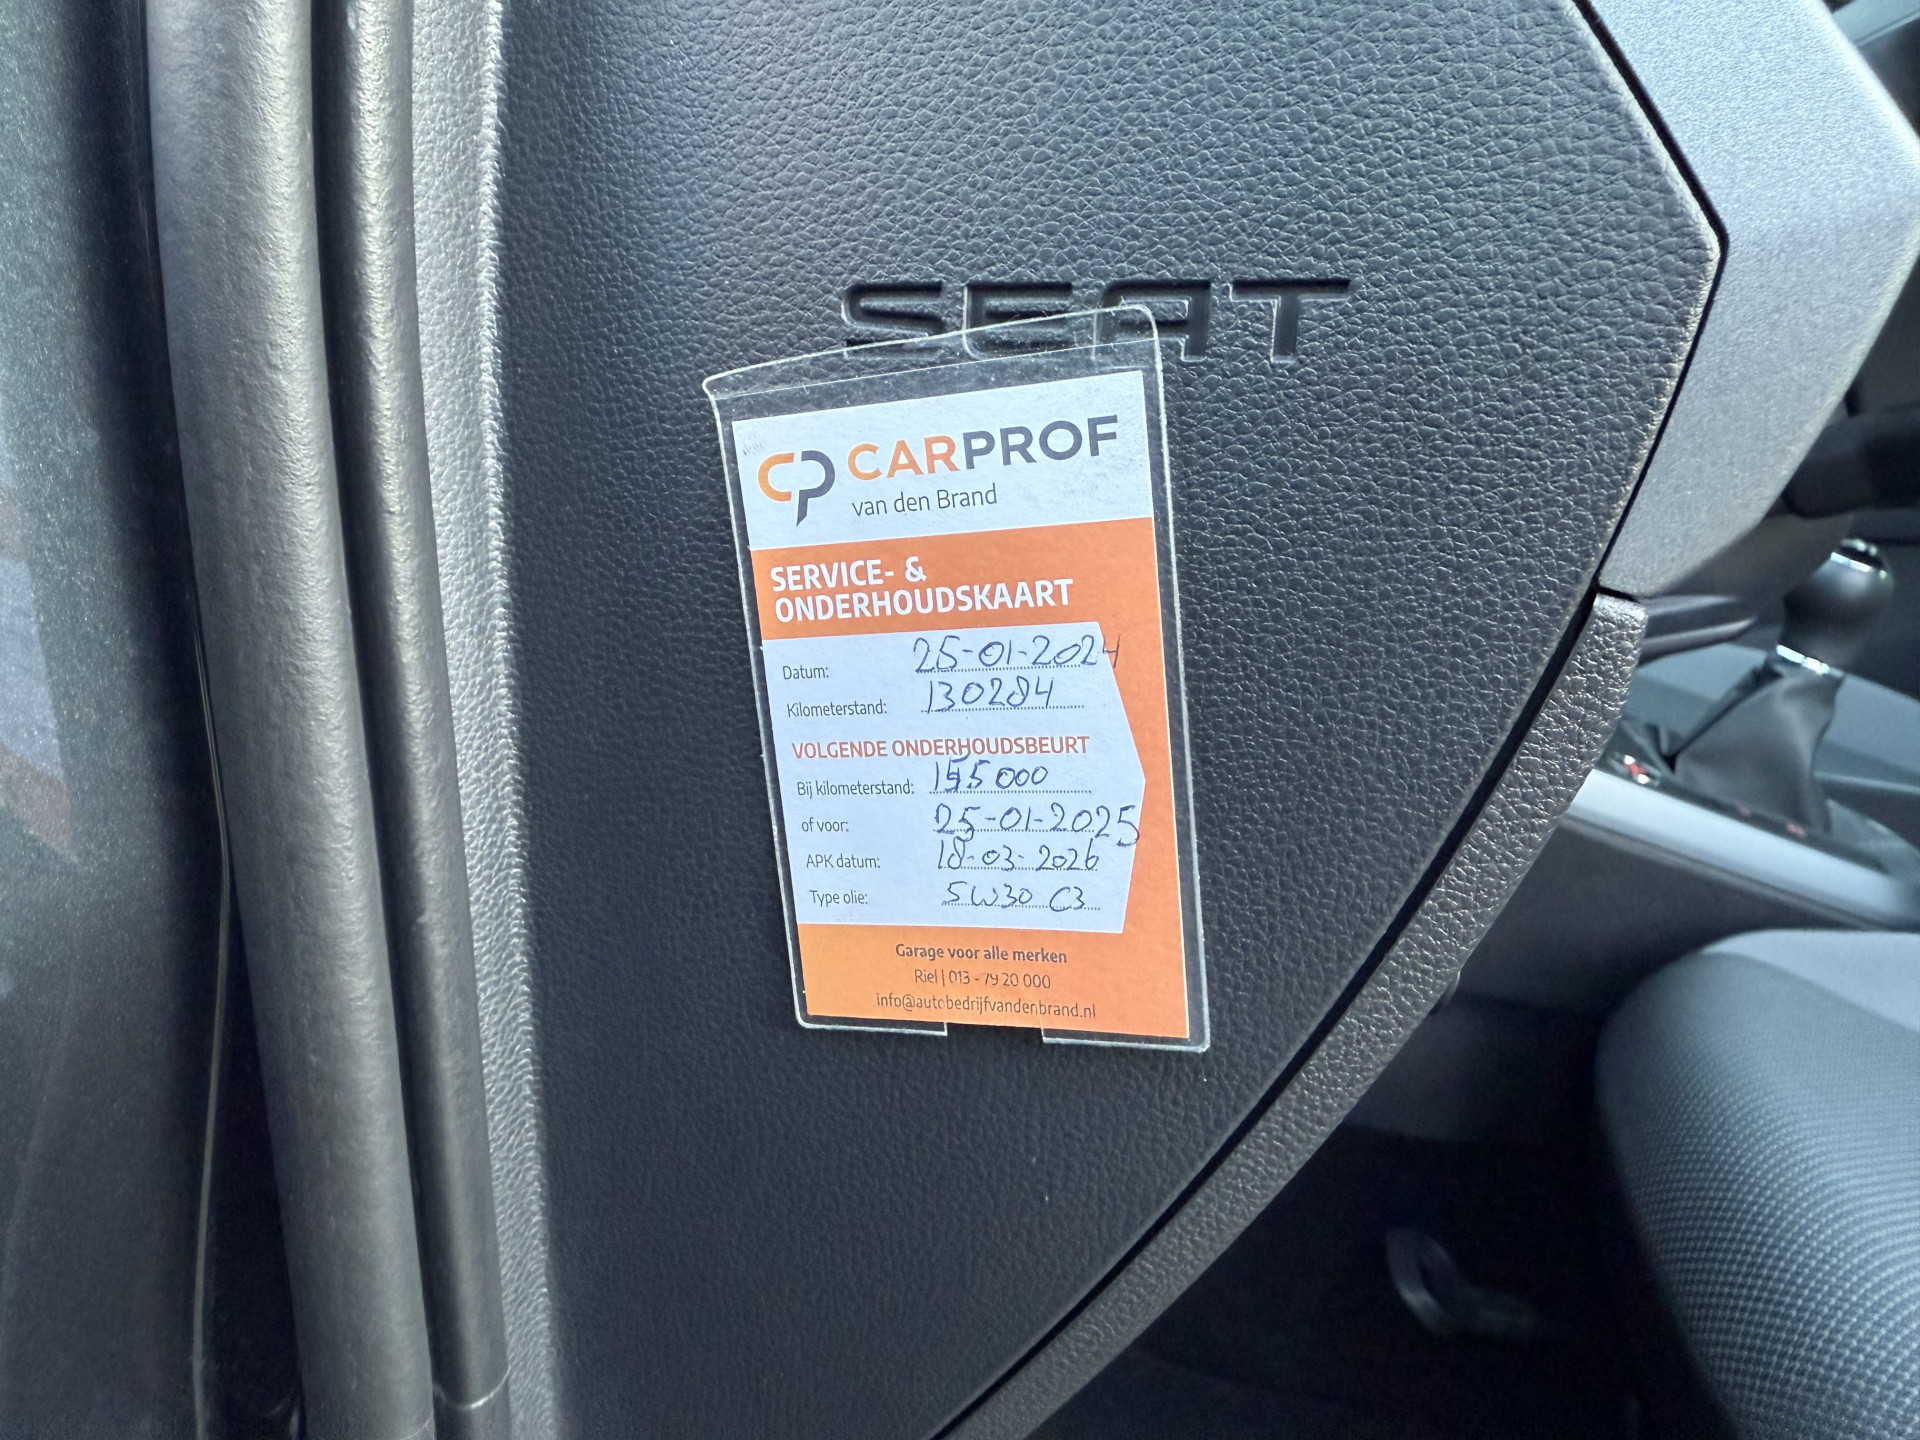 SEAT
CP CARPROF
van den Brand
SERVICE- &
ONDERHOUDSKAART
Datum: 25-01-2024
Kilometerstand: 130284
VOLGENDE ONDERHOUDSBEURT
Bij kilometerstand: 155000
of voor: 25-01-2025
APK datum: 18-03-2026
Type olie: 5W30 C3
Garage voor alle merken
Riel | 013 - 79 20 000
info@autobedrijfvandenbrand.nl